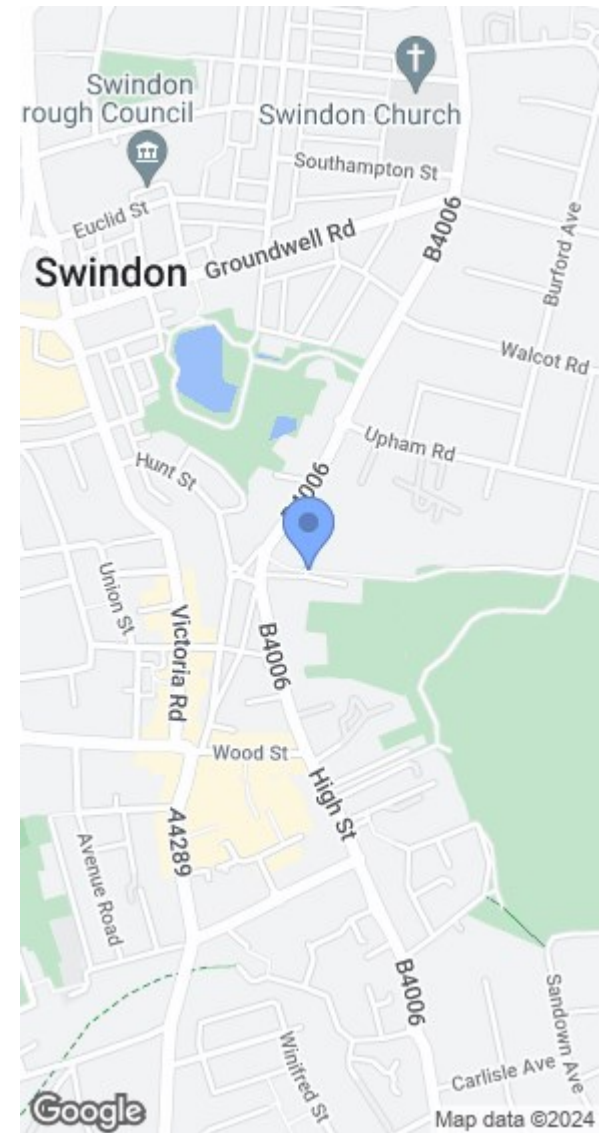 Swindon
rough Council
Swindon Church
Southampton St
Euclid St
Groundwell Rd
B4006
Burford Ave
Swindon
Walcot Rd
Upham Rd
Hunt St
B4006
Union St
Victoria Rd
B4006
Wood St
High St
A4289
Avenue Road
B4006
Sandown Ave
Winifred St
Carlisle Ave
Google
Map data ©2024